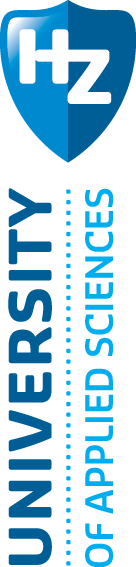 HZ
UNIVERSITY
OF APPLIED SCIENCES